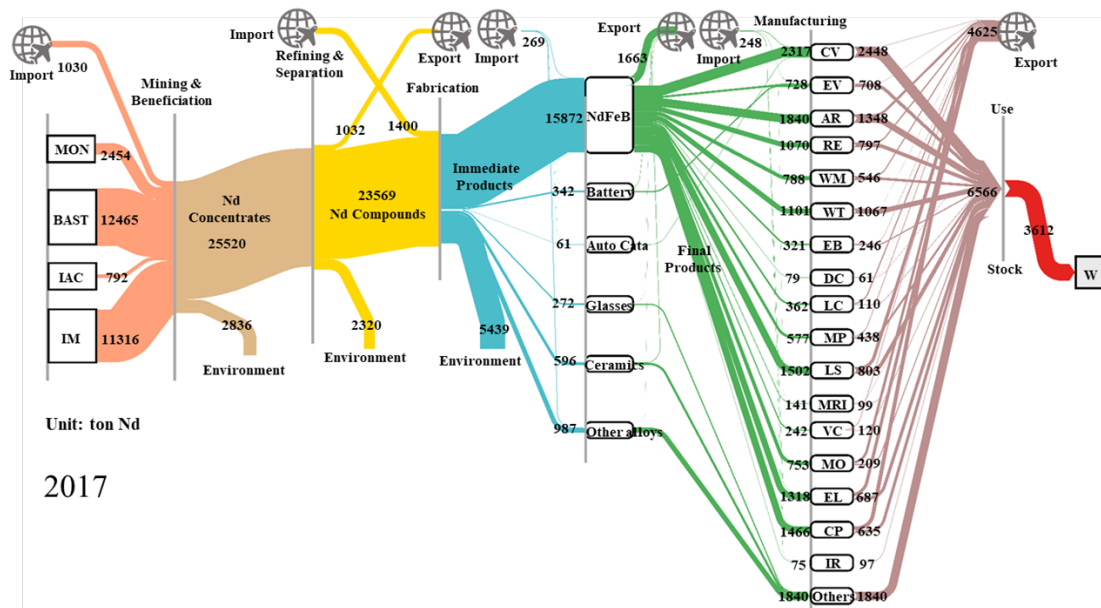 Import
1030
Mining &
Beneficiation
MON
2454
BAST
12465
IAC
792
IM
11316
Nd
Concentrates
25520
2836
Environment
Unit: ton Nd
2017
Import
Refining &
Separation
1032
1400
23569
Nd Compounds
2320
Environment
Export
Fabrication
Immediate
Products
5439
Environment
Import
269
15872
342
61
272
596
987
Export
1663
NdFeB
Battery
Auto Cata
Glasses
Ceramics
Other alloys
Final
Products
Import
248
Manufacturing
2317 CV 2448
728 EV 708
1840 AR 1348
1070 RE 797
788 WM 546
1101 WT 1067
321 EB 246
79 DC 61
362 LC 110
577 MP 438
1502 LS 803
141 MRI 99
242 VC 120
753 MO 209
1318 EL 687
1466 CP 635
75 IR 97
1840 Others 1840
4625
Export
Use
6566
Stock
3612
W